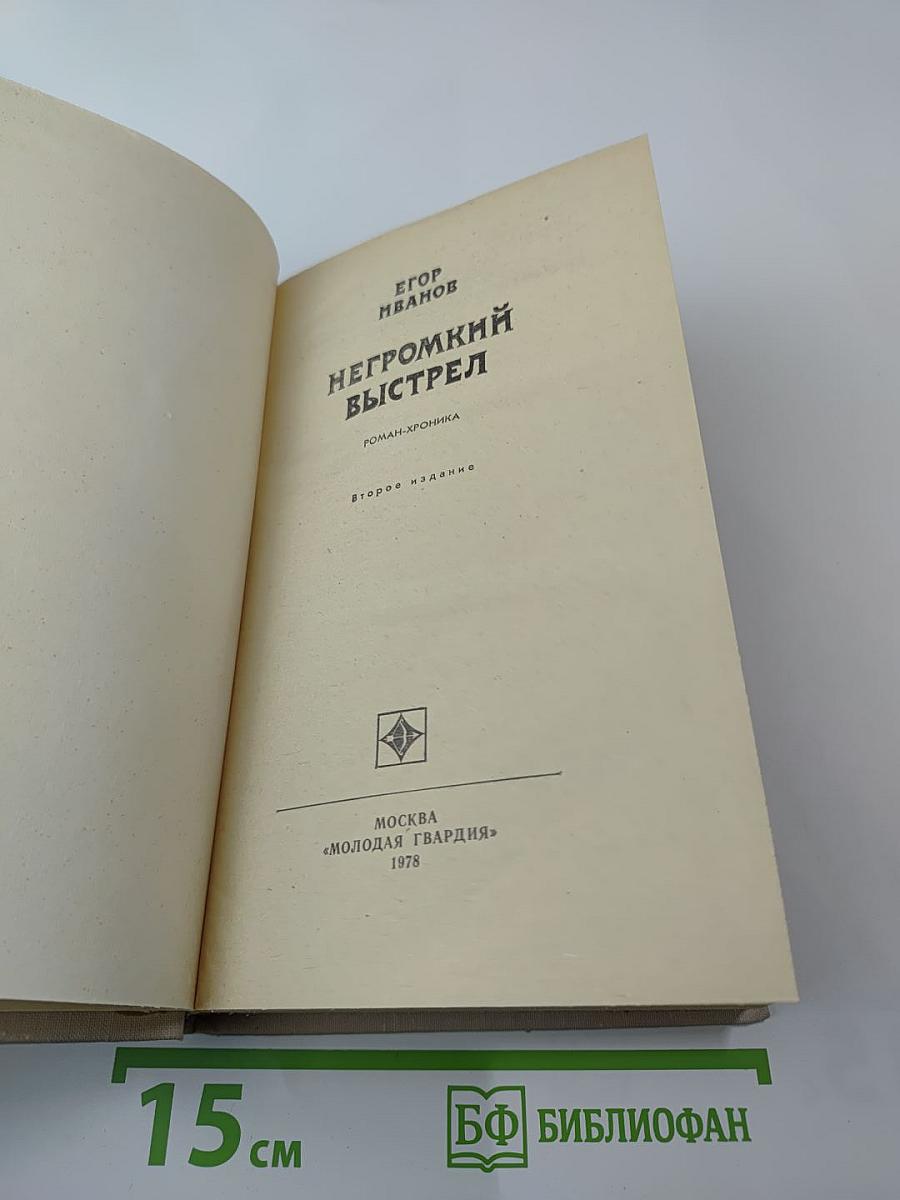 ЕГОР
ИВАНОВ
НЕГРОМКИЙ
ВЫСТРЕЛ
РОМАН-ХРОНИКА
Второе издание
МОСКВА
«МОЛОДАЯ ГВАРДИЯ»
1978
15 см
БФ БИБЛИОФАН